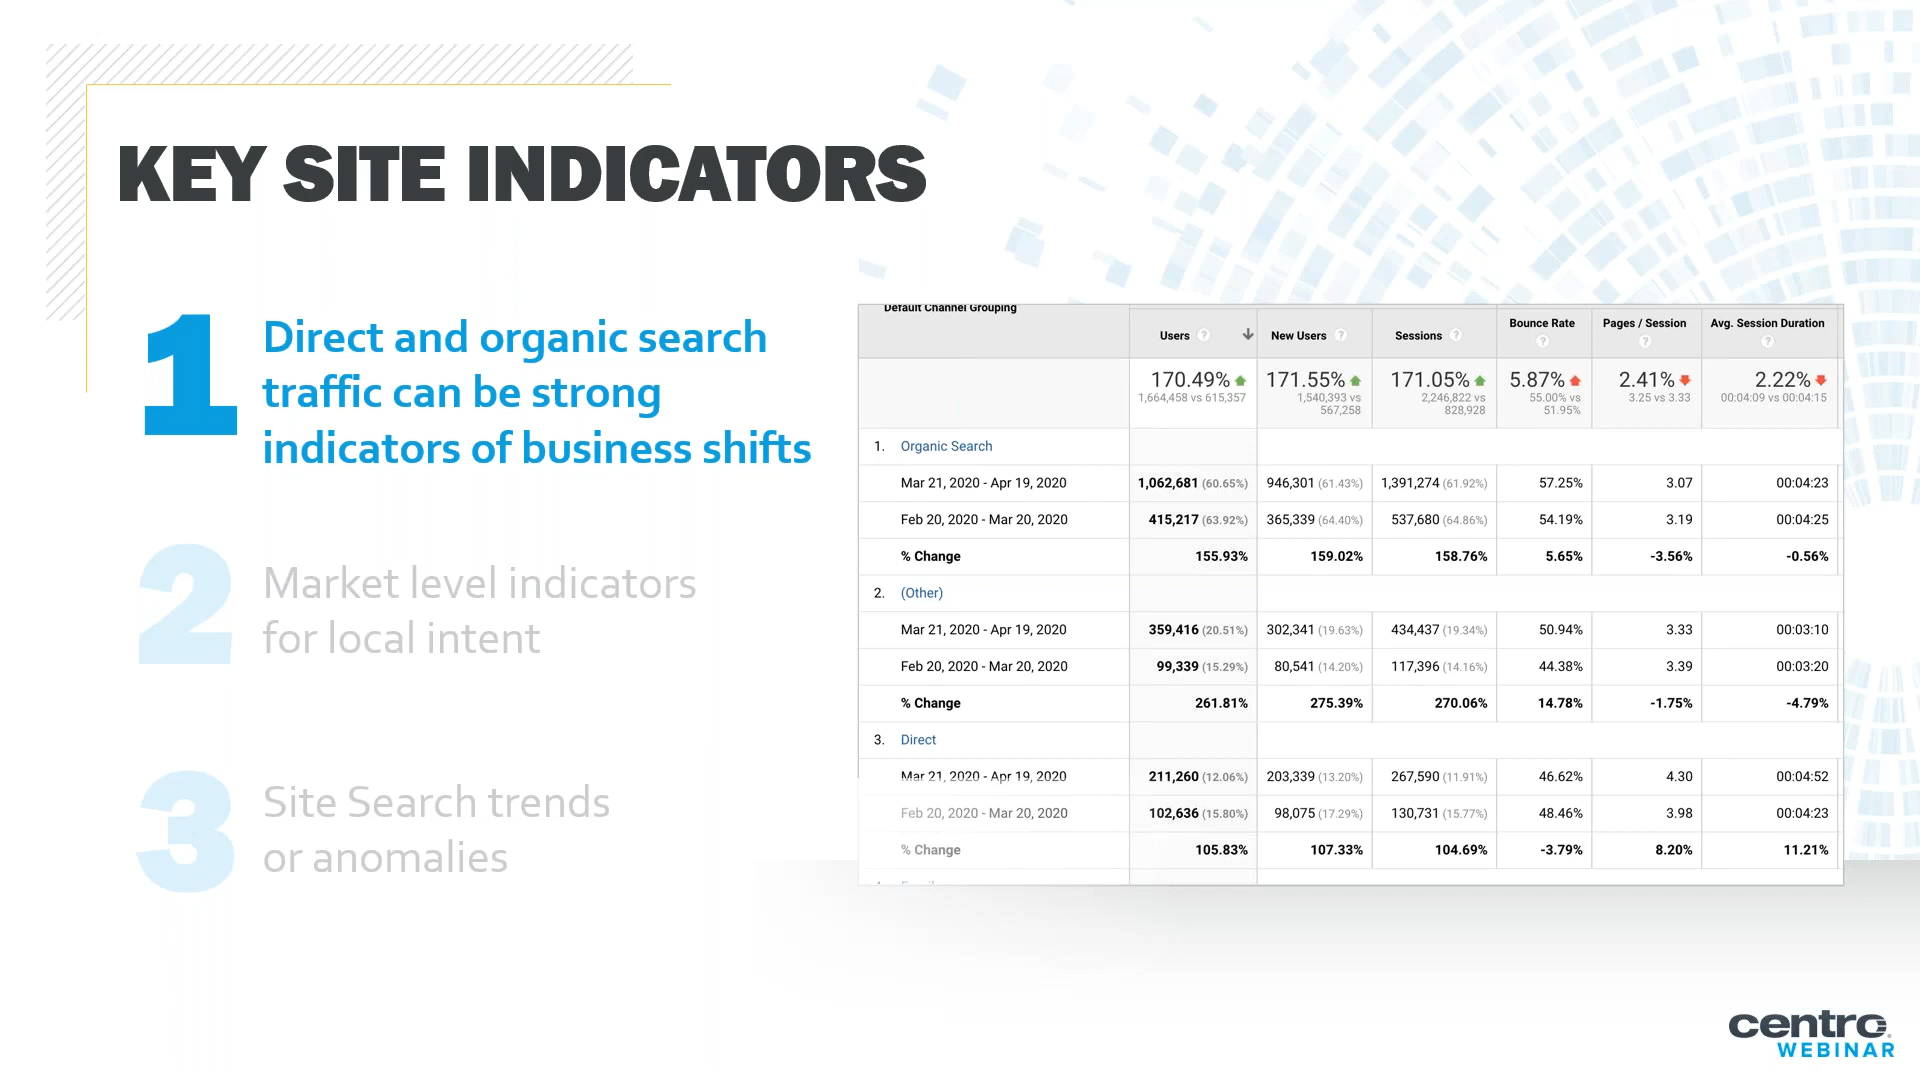 KEY SITE INDICATORS
1
Direct and organic search
traffic can be strong
indicators of business shifts
2
Market level indicators
for local intent
3
Site Search trends
or anomalies
Default Channel Grouping
Users ? New Users ? Sessions ? Bounce Rate ? Pages / Session ? Avg. Session Duration ?
170.49% 171.55% 171.05% 5.87% 2.41% 2.22%
1,664,458 vs 615,357 1,540,393 vs 567,258 2,246,822 vs 828,928 55.00% vs 51.95% 3.25 vs 3.33 00:04:09 vs 00:04:15
1. Organic Search
Mar 21, 2020 - Apr 19, 2020 1,062,681 (60.65%) 946,301 (61.43%) 1,391,274 (61.92%) 57.25% 3.07 00:04:23
Feb 20, 2020 - Mar 20, 2020 415,217 (63.92%) 365,339 (64.40%) 537,680 (64.86%) 54.19% 3.19 00:04:25
% Change 155.93% 159.02% 158.76% 5.65% -3.56% -0.56%
2. (Other)
Mar 21, 2020 - Apr 19, 2020 359,416 (20.51%) 302,341 (19.63%) 434,437 (19.34%) 50.94% 3.33 00:03:10
Feb 20, 2020 - Mar 20, 2020 99,339 (15.29%) 80,541 (14.20%) 117,396 (14.16%) 44.38% 3.39 00:03:20
% Change 261.81% 275.39% 270.06% 14.78% -1.75% -4.79%
3. Direct
Mar 21, 2020 - Apr 19, 2020 211,260 (12.06%) 203,339 (13.20%) 267,590 (11.91%) 46.62% 4.30 00:04:52
Feb 20, 2020 - Mar 20, 2020 102,636 (15.80%) 98,075 (17.29%) 130,731 (15.77%) 48.46% 3.98 00:04:23
% Change 105.83% 107.33% 104.69% -3.79% 8.20% 11.21%
centro
WEBINAR